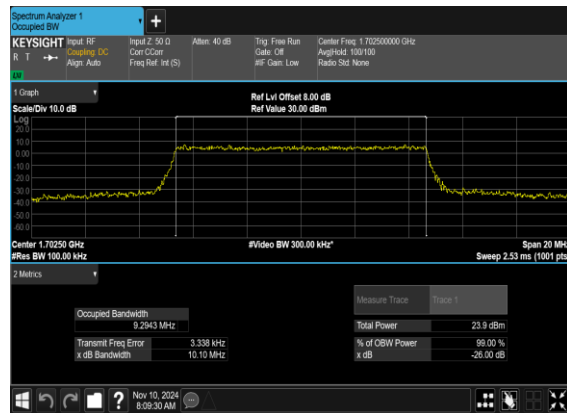 Spectrum Analyzer 1
Occupied BW
+
KEYSIGHT Input: RF Input Z: 50 Ω Atten: 40 dB Trig: Free Run Center Freq: 1.702500000 GHz
R T Coupling: DC Corr CCorr Gate: Off Avg|Hold: 100/100
Align: Auto Freq Ref: Int (S) #IF Gain: Low Radio Std: None
1 Graph
Ref Lvl Offset 8.00 dB
Scale/Div 10.0 dB Ref Value 30.00 dBm
Log
20.0
10.0
0.00
-10.0
-20.0
-30.0
-40.0
-50.0
-60.0
Center 1.70250 GHz #Video BW 300.00 kHz* Span 20 MHz
#Res BW 100.00 kHz Sweep 2.53 ms (1001 pts
2 Metrics
Measure Trace Trace 1
Occupied Bandwidth
9.2943 MHz Total Power 23.9 dBm
Transmit Freq Error 3.338 kHz % of OBW Power 99.00 %
x dB Bandwidth 10.10 MHz x dB -26.00 dB
? Nov 10, 2024
8:09:30 AM